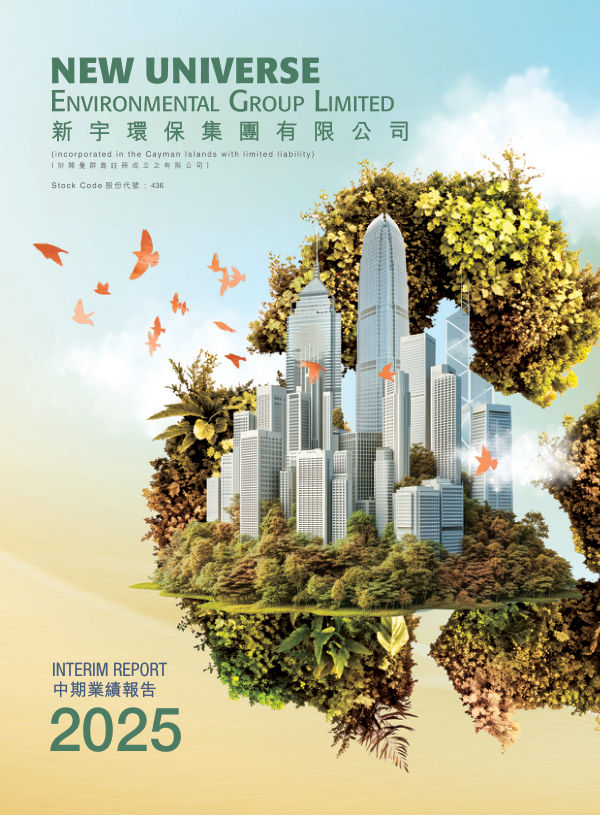 NEW UNIVERSE
ENVIRONMENTAL GROUP LIMITED
新宇環保集團有限公司
(incorporated in the Cayman Islands with limited liability)
(於開曼群島註冊成立之有限公司)
Stock Code 股份代號 : 436
INTERIM REPORT
中期業績報告
2025